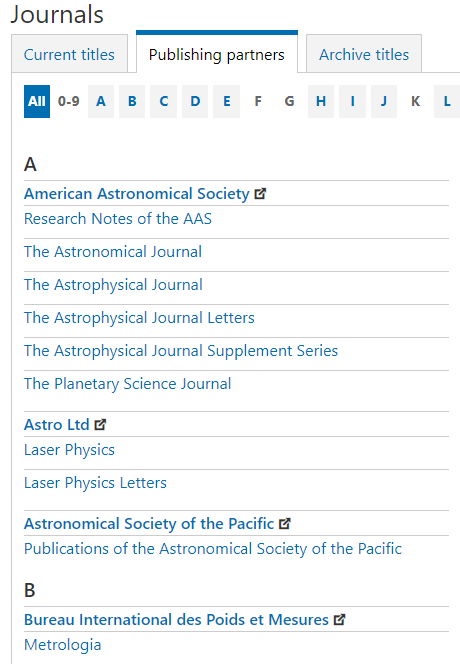 Journals
Current titles Publishing partners Archive titles
All 0-9 A B C D E F G H I J K L
A
American Astronomical Society
Research Notes of the AAS
The Astronomical Journal
The Astrophysical Journal
The Astrophysical Journal Letters
The Astrophysical Journal Supplement Series
The Planetary Science Journal
Astro Ltd
Laser Physics
Laser Physics Letters
Astronomical Society of the Pacific
Publications of the Astronomical Society of the Pacific
B
Bureau International des Poids et Mesures
Metrologia